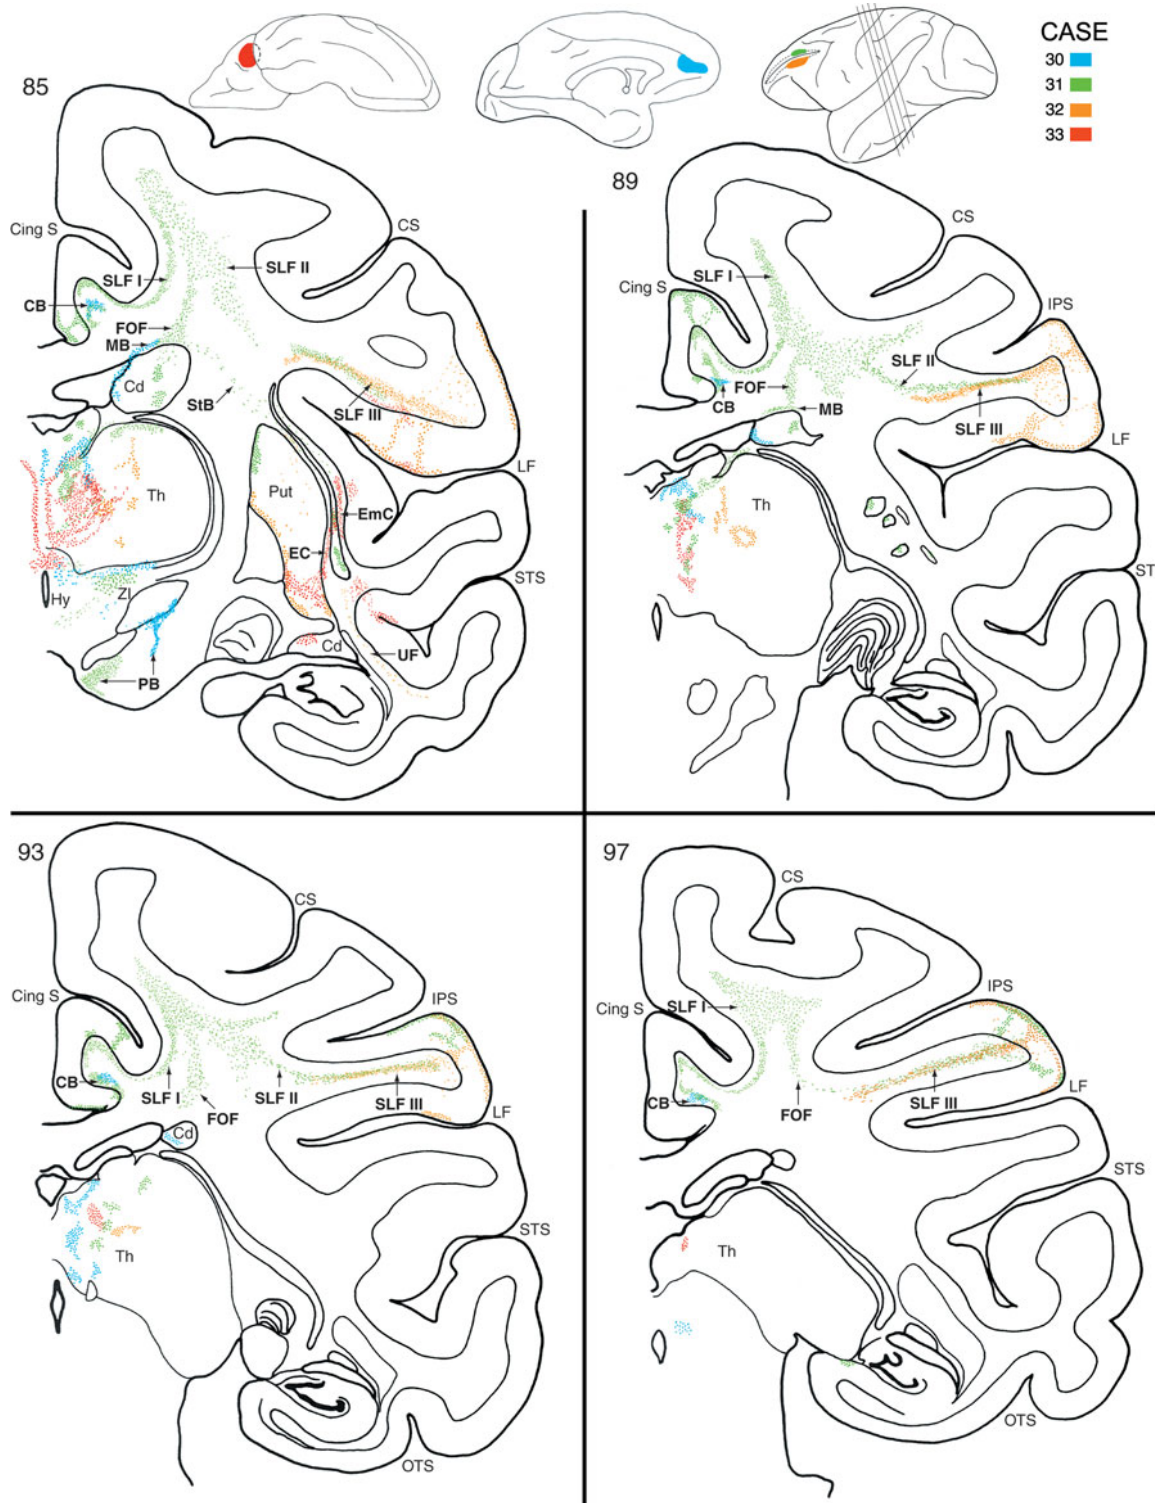 CASE
30
31
32
33
85
Cing S
CS
SLF I
SLF II
CB
FOF
MB
Cd
StB
SLF III
LF
Th
Put
EmC
EC
STS
Hy
ZI
Cd
UF
PB
89
CS
SLF I
Cing S
IPS
SLF II
FOF
CB
MB
SLF III
LF
Th
ST
93
CS
Cing S
IPS
CB
SLF I
SLF II
SLF III
FOF
LF
Cd
STS
Th
OTS
97
CS
IPS
Cing S
SLF I
LF
CB
FOF
SLF III
STS
Th
OTS